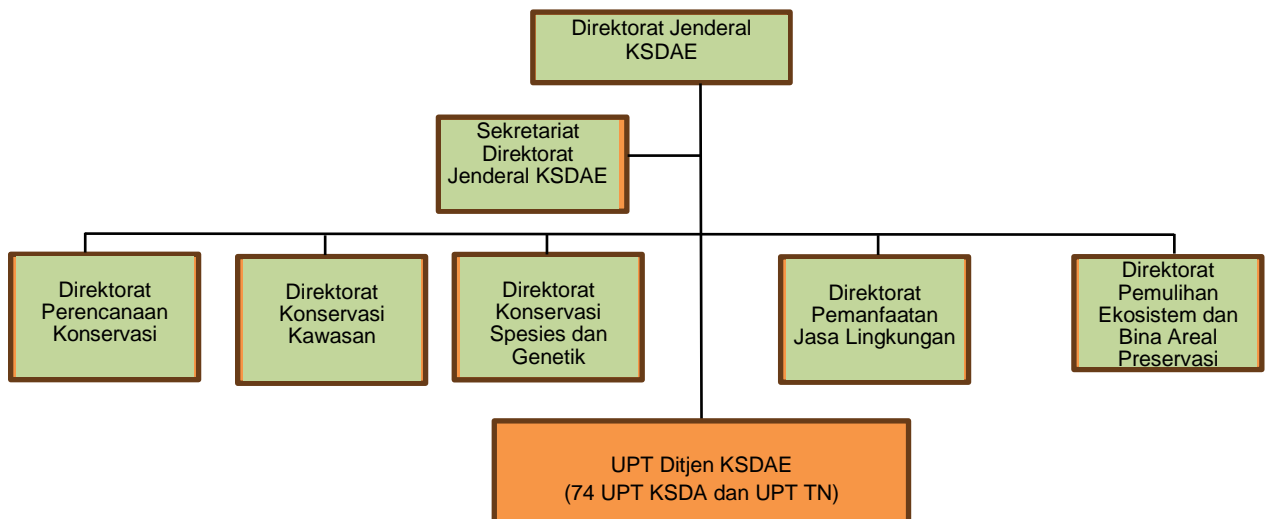 Direktorat Jenderal
KSDAE
Sekretariat
Direktorat
Jenderal KSDAE
Direktorat
Perencanaan
Konservasi
Direktorat
Konservasi
Kawasan
Direktorat
Konservasi
Spesies dan
Genetik
Direktorat
Pemanfaatan
Jasa Lingkungan
Direktorat
Pemulihan
Ekosistem dan
Bina Areal
Preservasi
UPT Ditjen KSDAE
(74 UPT KSDA dan UPT TN)